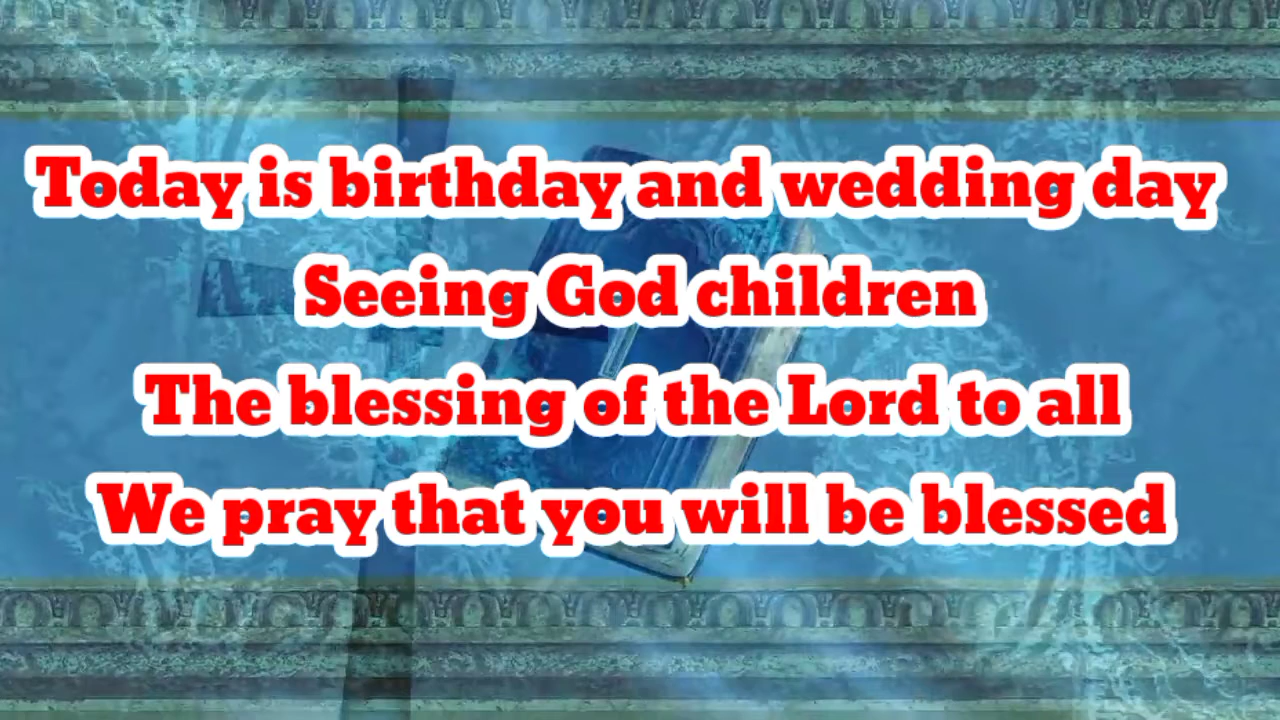 Today is birthday and wedding day
Seeing God children
The blessing of the Lord to all
We pray that you will be blessed